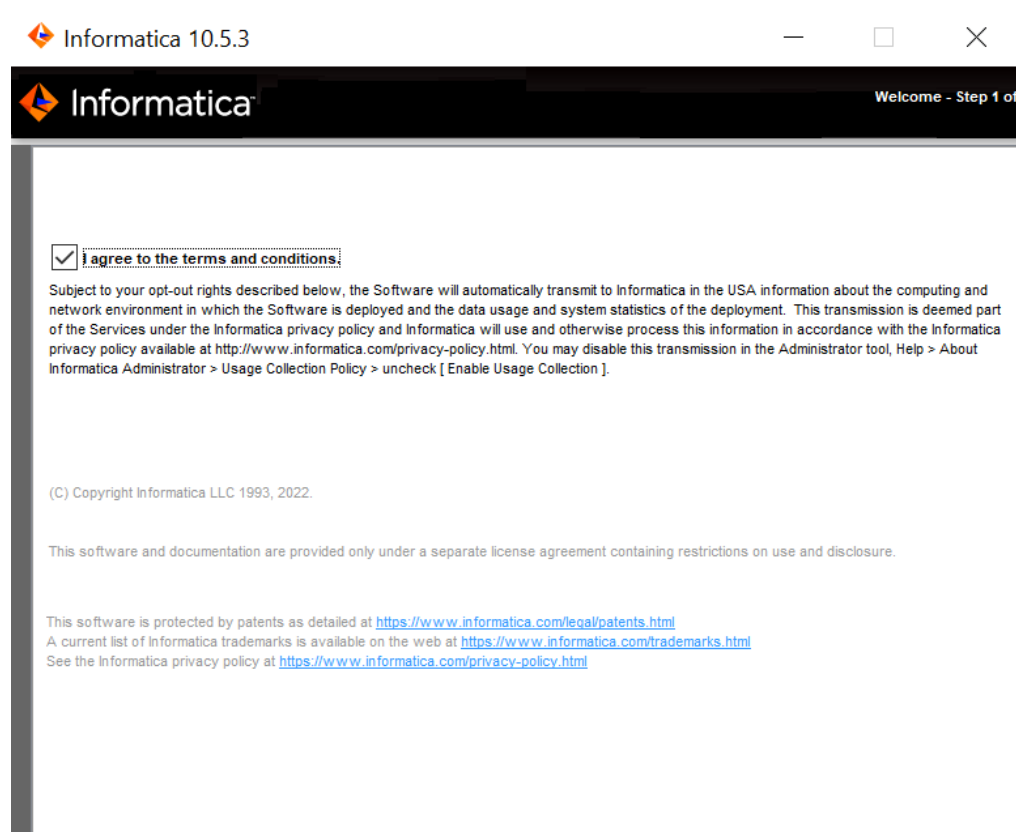 Informatica 10.5.3
Informatica
Welcome - Step 1 of
I agree to the terms and conditions.
Subject to your opt-out rights described below, the Software will automatically transmit to Informatica in the USA information about the computing and
network environment in which the Software is deployed and the data usage and system statistics of the deployment.  This transmission is deemed part
of the Services under the Informatica privacy policy and Informatica will use and otherwise process this information in accordance with the Informatica
privacy policy available at http://www.informatica.com/privacy-policy.html. You may disable this transmission in the Administrator tool, Help > About
Informatica Administrator > Usage Collection Policy > uncheck [ Enable Usage Collection ].
(C) Copyright Informatica LLC 1993, 2022.
This software and documentation are provided only under a separate license agreement containing restrictions on use and disclosure.
This software is protected by patents as detailed at https://www.informatica.com/legal/patents.html
A current list of Informatica trademarks is available on the web at https://www.informatica.com/trademarks.html
See the Informatica privacy policy at https://www.informatica.com/privacy-policy.html